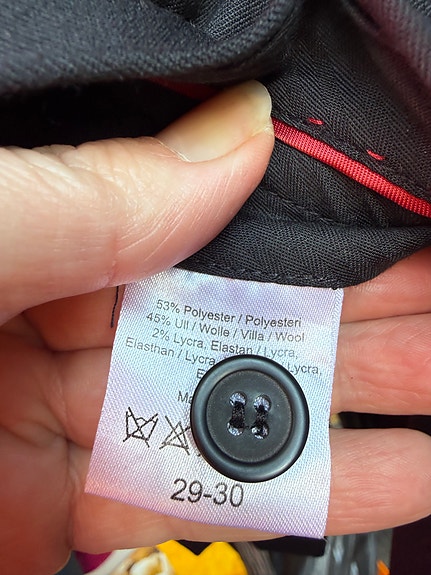 53% Polyester / Polyesteri
45% Ull / Wolle / Villa / Wool
2% Lycra, Elastan / Lycra,
Elasthan / Lycra, Lycra,
29-30